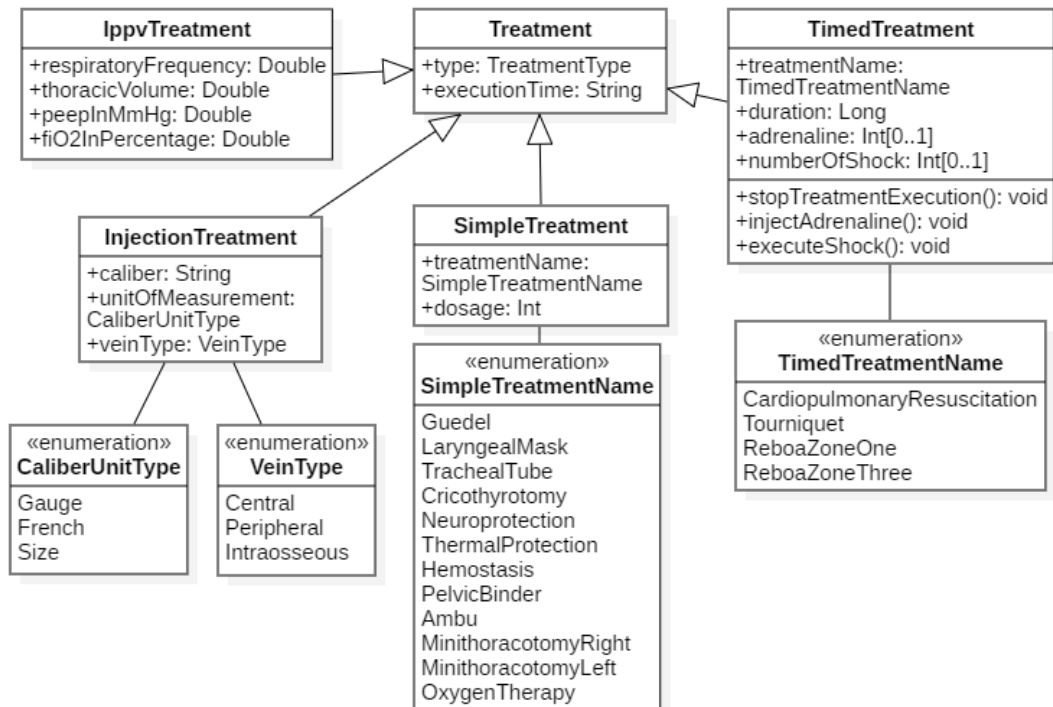 IppvTreatment
+respiratoryFrequency: Double
+thoracicVolume: Double
+peepInMmHg: Double
+fiO2InPercentage: Double
Treatment
+type: TreatmentType
+executionTime: String
TimedTreatment
+treatmentName:
TimedTreatmentName
+duration: Long
+adrenaline: Int[0..1]
+numberOfShock: Int[0..1]
+stopTreatmentExecution(): void
+injectAdrenaline(): void
+executeShock(): void
InjectionTreatment
+caliber: String
+unitOfMeasurement:
CaliberUnitType
+veinType: VeinType
SimpleTreatment
+treatmentName:
SimpleTreatmentName
+dosage: Int
«enumeration»
TimedTreatmentName
CardiopulmonaryResuscitation
Tourniquet
ReboaZoneOne
ReboaZoneThree
«enumeration»
CaliberUnitType
Gauge
French
Size
«enumeration»
VeinType
Central
Peripheral
Intraosseous
«enumeration»
SimpleTreatmentName
Guedel
LaryngealMask
TrachealTube
Cricothyrotomy
Neuroprotection
ThermalProtection
Hemostasis
PelvicBinder
Ambu
MinithoracotomyRight
MinithoracotomyLeft
OxygenTherapy